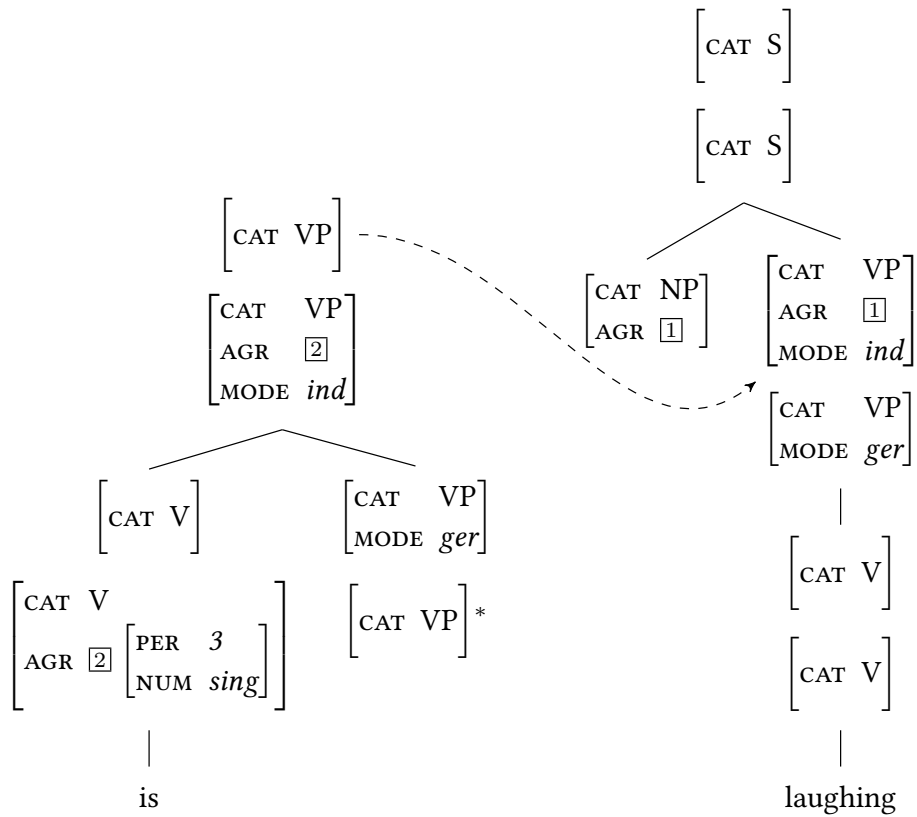 [CAT S]
[CAT S]
[CAT VP]
[CAT VP
AGR 2
MODE ind]
[CAT V]
[CAT V
AGR 2 [PER 3
NUM sing]]
is
[CAT VP
MODE ger]
[CAT VP]*
[CAT NP
AGR 1]
[CAT VP
AGR 1
MODE ind]
[CAT VP
MODE ger]
[CAT V]
[CAT V]
laughing